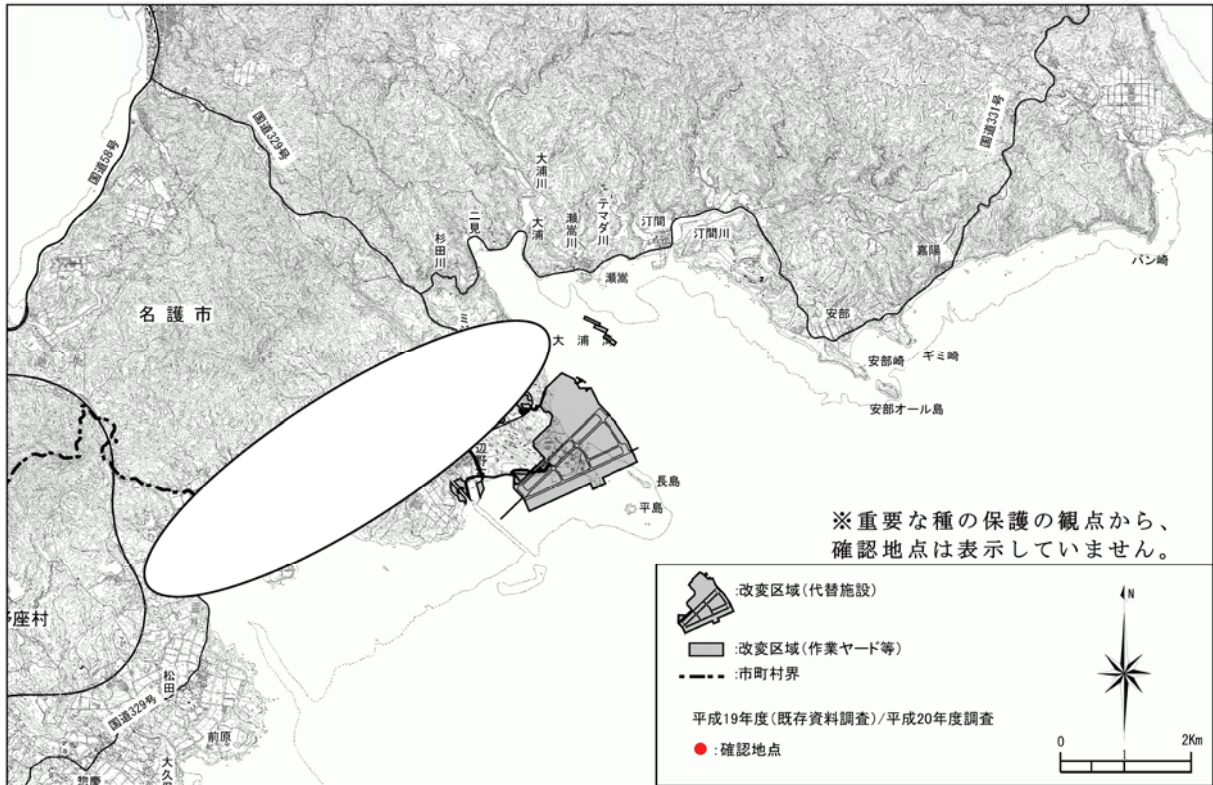 国道58号
国道329号
国道331号
大浦川
大浦
二見
杉田川
瀬嵩川
テマダ川
汀間
汀間川
瀬嵩
嘉陽
バン崎
名護市
安部
大浦
安部崎
ギミ崎
安部オール島
辺野
長島
平島
※重要な種の保護の観点から、
確認地点は表示していません。
座村
松田
国道329号
前原
惣慶
大久
:改変区域(代替施設)
:改変区域(作業ヤード等)
:市町村界
平成19年度(既存資料調査)/平成20年度調査
:確認地点
N
0 1 2Km